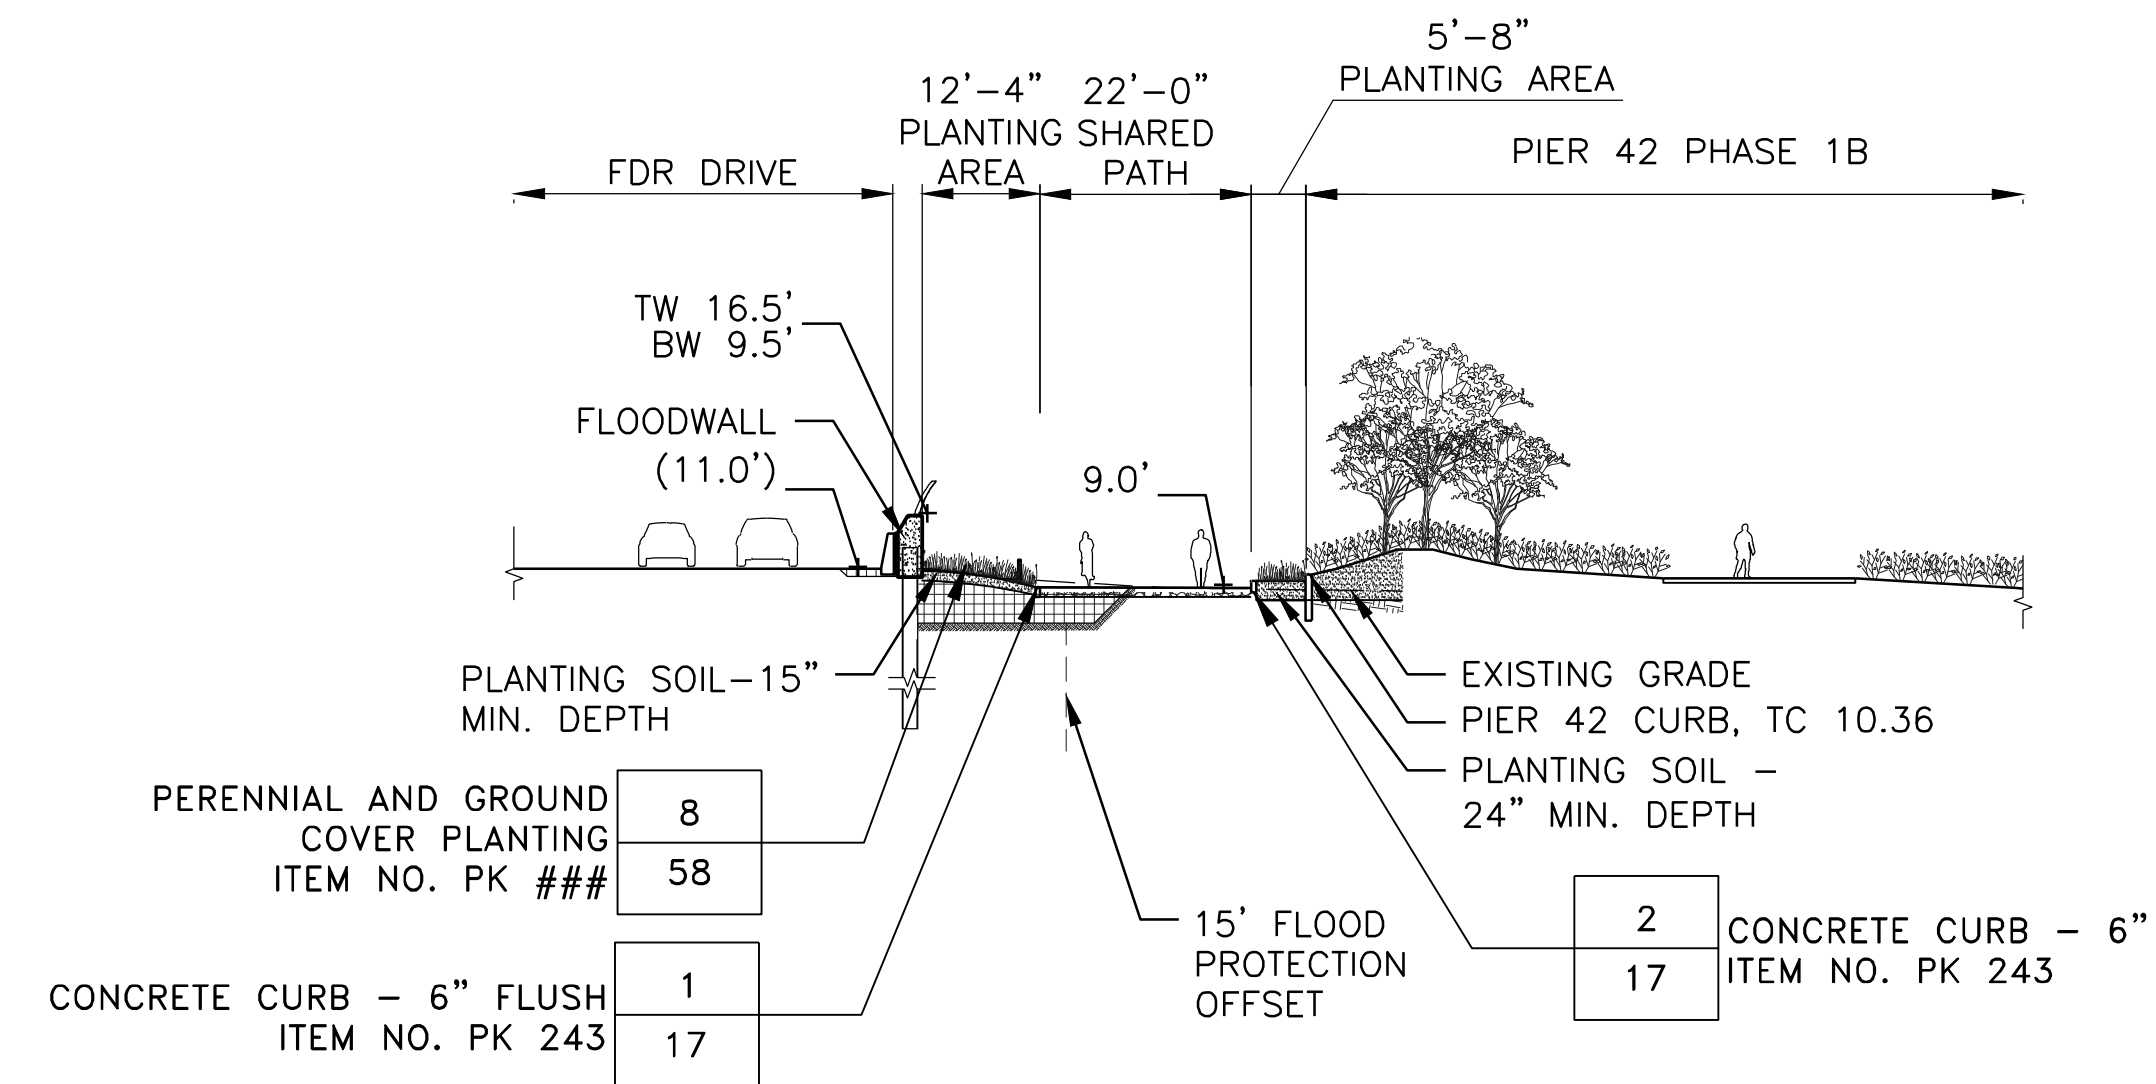 5'-8"
PLANTING AREA
12'-4"
PLANTING
AREA
22'-0"
SHARED
PATH
PIER 42 PHASE 1B
FDR DRIVE
TW 16.5'
BW 9.5'
FLOODWALL
(11.0')
9.0'
PLANTING SOIL-15"
MIN. DEPTH
EXISTING GRADE
PIER 42 CURB, TC 10.36
PLANTING SOIL -
24" MIN. DEPTH
PERENNIAL AND GROUND
COVER PLANTING
ITEM NO. PK ###
8
58
15' FLOOD
PROTECTION
OFFSET
2
17
CONCRETE CURB - 6"
ITEM NO. PK 243
CONCRETE CURB - 6" FLUSH
ITEM NO. PK 243
1
17